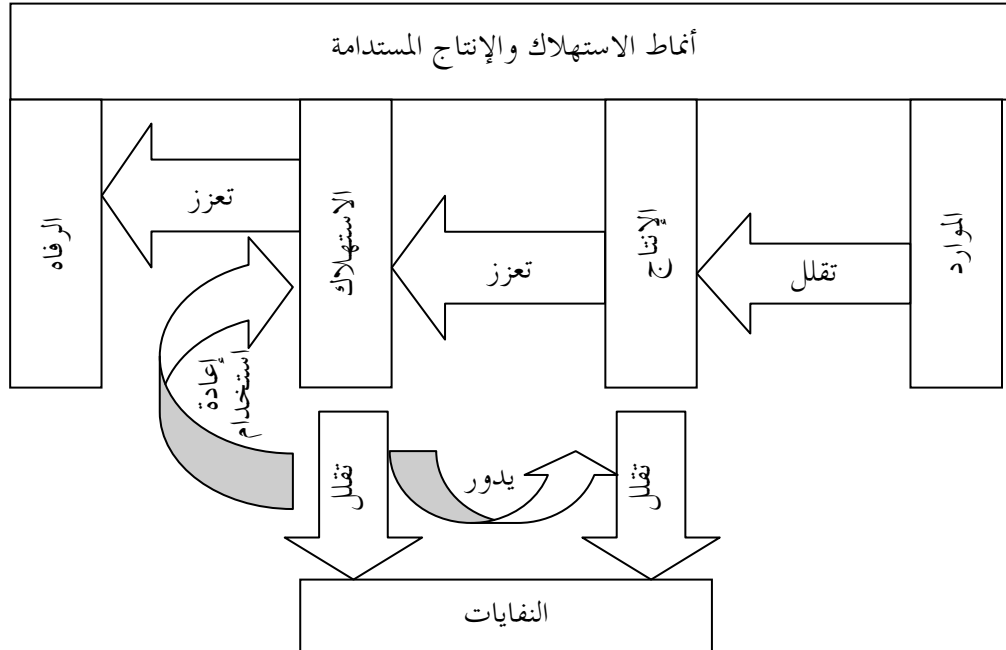 أنماط الاستهلاك والإنتاج المستدامة
الموارد
تقلل
الإنتاج
تعزز
الاستهلاك
تعزز
الرفاه
إعادة
استخدام
تقلل
يدور
تقلل
النفايات